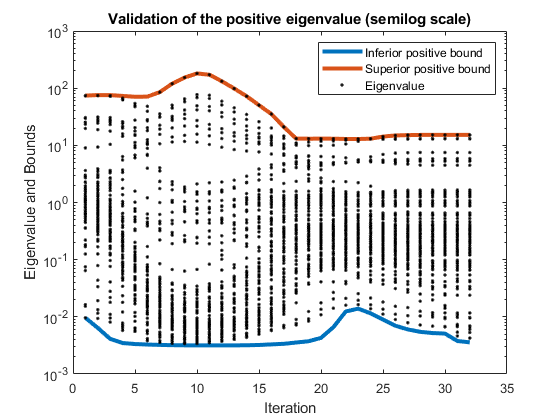 Validation of the positive eigenvalue (semilog scale)
10^3
10^2
10^1
10^0
10^-1
10^-2
10^-3
Eigenvalue and Bounds
Inferior positive bound
Superior positive bound
Eigenvalue
0 5 10 15 20 25 30 35
Iteration